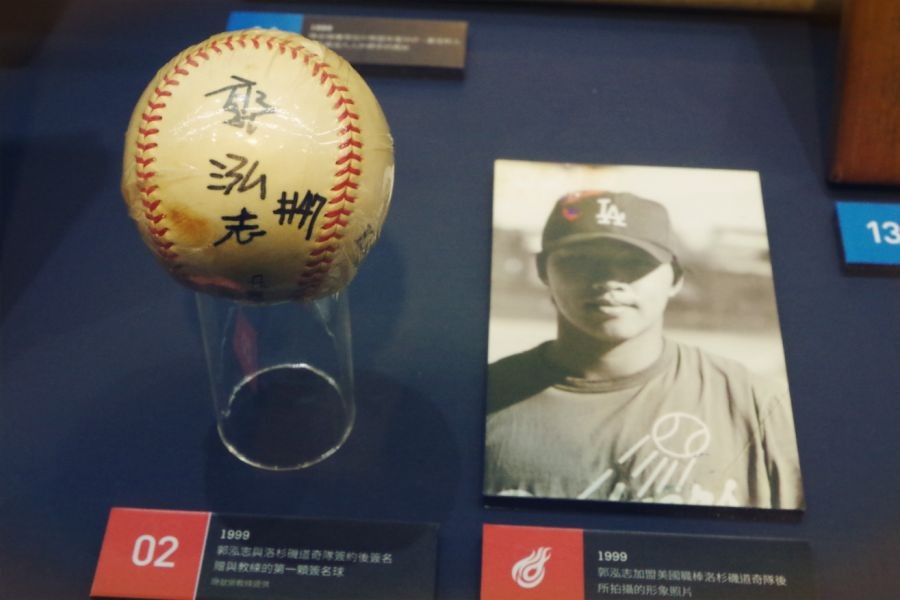 1999
郭
泓
志
#47
LA
13
02
1999
郭泓志與洛杉磯道奇隊簽約後簽名
贈與教練的第一顆簽名球
1999
郭泓志加盟美國職棒洛杉磯道奇隊後
所拍攝的形象照片